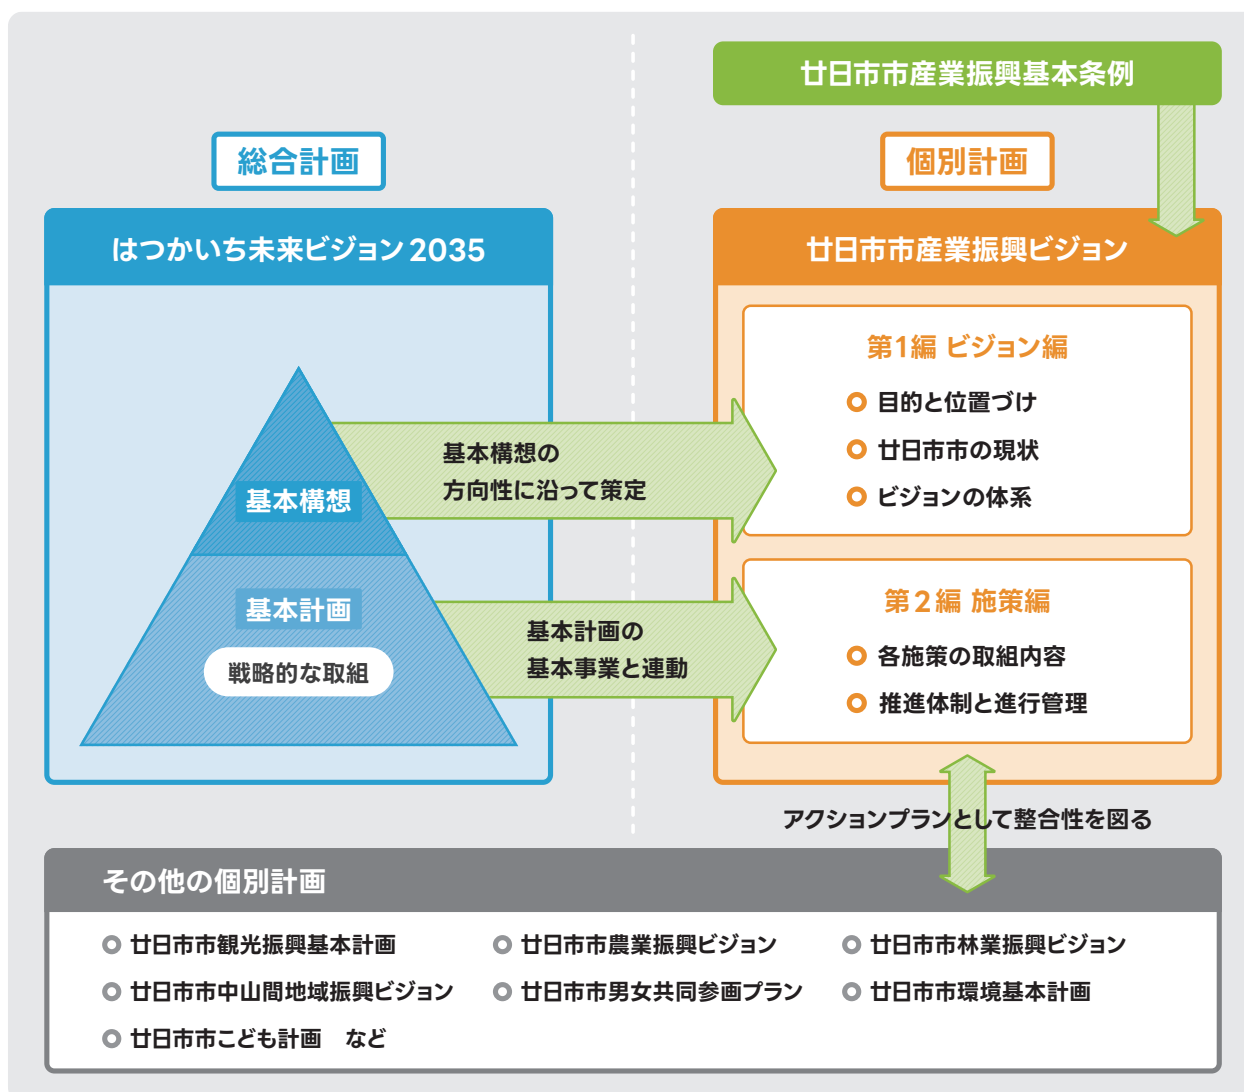 廿日市市産業振興基本条例
総合計画
個別計画
はつかいち未来ビジョン2035
廿日市市産業振興ビジョン
基本構想
基本計画
戦略的な取組
基本構想の
方向性に沿って策定
基本計画の
基本事業と連動
第1編 ビジョン編
目的と位置づけ
廿日市市の現状
ビジョンの体系
第2編 施策編
各施策の取組内容
推進体制と進行管理
アクションプランとして整合性を図る
その他の個別計画
廿日市市観光振興基本計画
廿日市市農業振興ビジョン
廿日市市林業振興ビジョン
廿日市市中山間地域振興ビジョン
廿日市市男女共同参画プラン
廿日市市環境基本計画
廿日市市こども計画　など